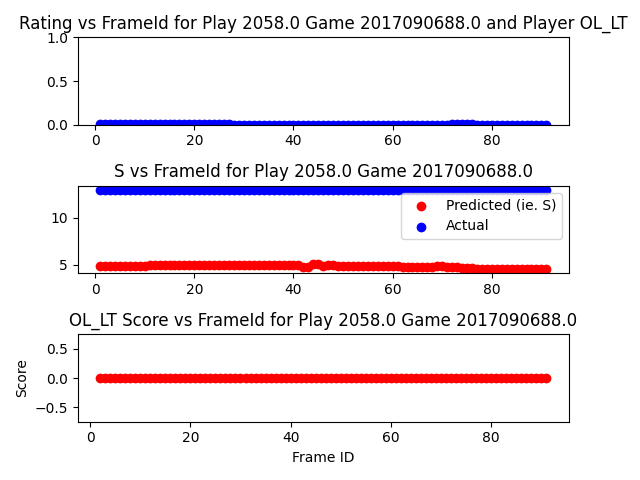 Rating vs FrameId for Play 2058.0 Game 2017090688.0 and Player OL_LT
1.0
0.5
0.0
0 20 40 60 80
S vs FrameId for Play 2058.0 Game 2017090688.0
Predicted (ie. S)
Actual
10
5
0 20 40 60 80
OL_LT Score vs FrameId for Play 2058.0 Game 2017090688.0
Score
0.5
0.0
−0.5
0 20 40 60 80
Frame ID